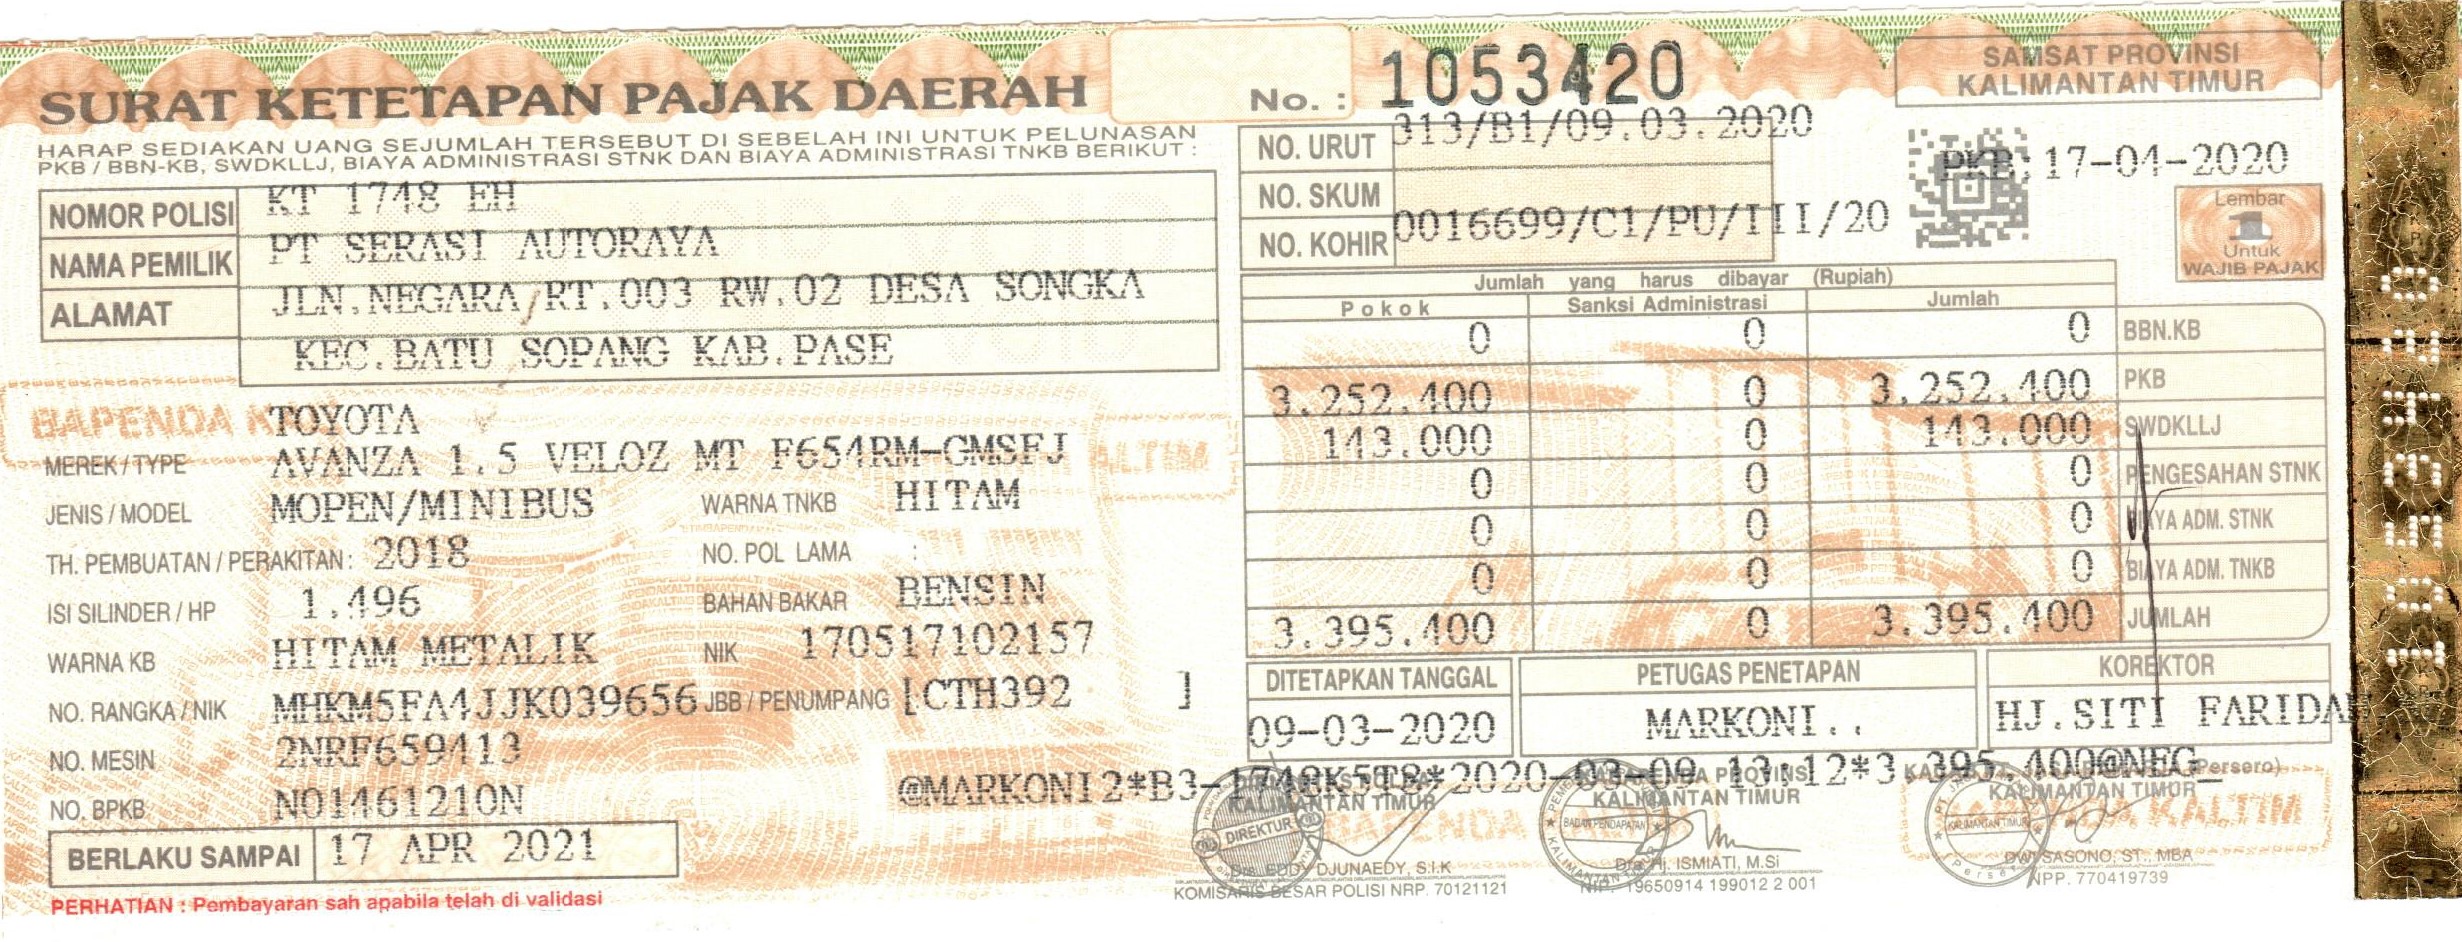 SURAT KETETAPAN PAJAK DAERAH
HARAP SEDIAKAN UANG SEJUMLAH TERSEBUT DI SEBELAH INI UNTUK PELUNASAN
PKB / BBN-KB, SWDKLLJ, BIAYA ADMINISTRASI STNK DAN BIAYA ADMINISTRASI TNKB BERIKUT :
NOMOR POLISI KT 1748 EH
NAMA PEMILIK PT SERASI AUTORAYA
ALAMAT JLN.NEGARA RT.003 RW.02 DESA SONGKA
KEC.BATU SOPANG KAB.PASE
BAPENDA KALTIM
TOYOTA
MEREK / TYPE AVANZA 1.5 VELOZ MT F654RM-GMSFJ
JENIS / MODEL MOPEN/MINIBUS WARNA TNKB HITAM
TH. PEMBUATAN / PERAKITAN : 2018 NO. POL LAMA :
ISI SILINDER / HP 1.496 BAHAN BAKAR BENSIN
WARNA KB HITAM METALIK NIK 170517102157
NO. RANGKA / NIK MHKM5FA4JJK039656 JBB / PENUMPANG [CTH392 ]
NO. MESIN 2NRF659413
NO. BPKB N01461210N
BERLAKU SAMPAI 17 APR 2021
PERHATIAN : Pembayaran sah apabila telah di validasi
No. : 1053420
SAMSAT PROVINSI
KALIMANTAN TIMUR
NO. URUT 313/B1/09.03.2020
NO. SKUM
NO. KOHIR 0016699/C1/PU/III/20
PKB: 17-04-2020
Lembar
1
Untuk
WAJIB PAJAK
Jumlah yang harus dibayar (Rupiah)
Pokok Sanksi Administrasi Jumlah
0 0 0 BBN.KB
3.252.400 0 3.252.400 PKB
143.000 0 143.000 SWDKLLJ
0 0 0 PENGESAHAN STNK
0 0 0 BIAYA ADM. STNK
0 0 0 BIAYA ADM. TNKB
3.395.400 0 3.395.400 JUMLAH
DITETAPKAN TANGGAL PETUGAS PENETAPAN KOREKTOR
09-03-2020 MARKONI.. HJ.SITI FARIDAH
@MARKONI2*B3-1748K5T8*2020-03-09 13:12*3.395.400@NEG_
KALIMANTAN TIMUR
DIREKTUR
EDDY DJUNAEDY, S.I.K
KOMISARIS BESAR POLISI NRP. 70121121
PROVINSI
KALIMANTAN TIMUR
BADAN PENDAPATAN
Dra. Hj. ISMIATI, M.Si
NIP. 19650914 199012 2 001
(Persero)
KALIMANTAN TIMUR
BAPENDA KALTIM
DWI SASONO, ST., MBA
NPP. 770419739